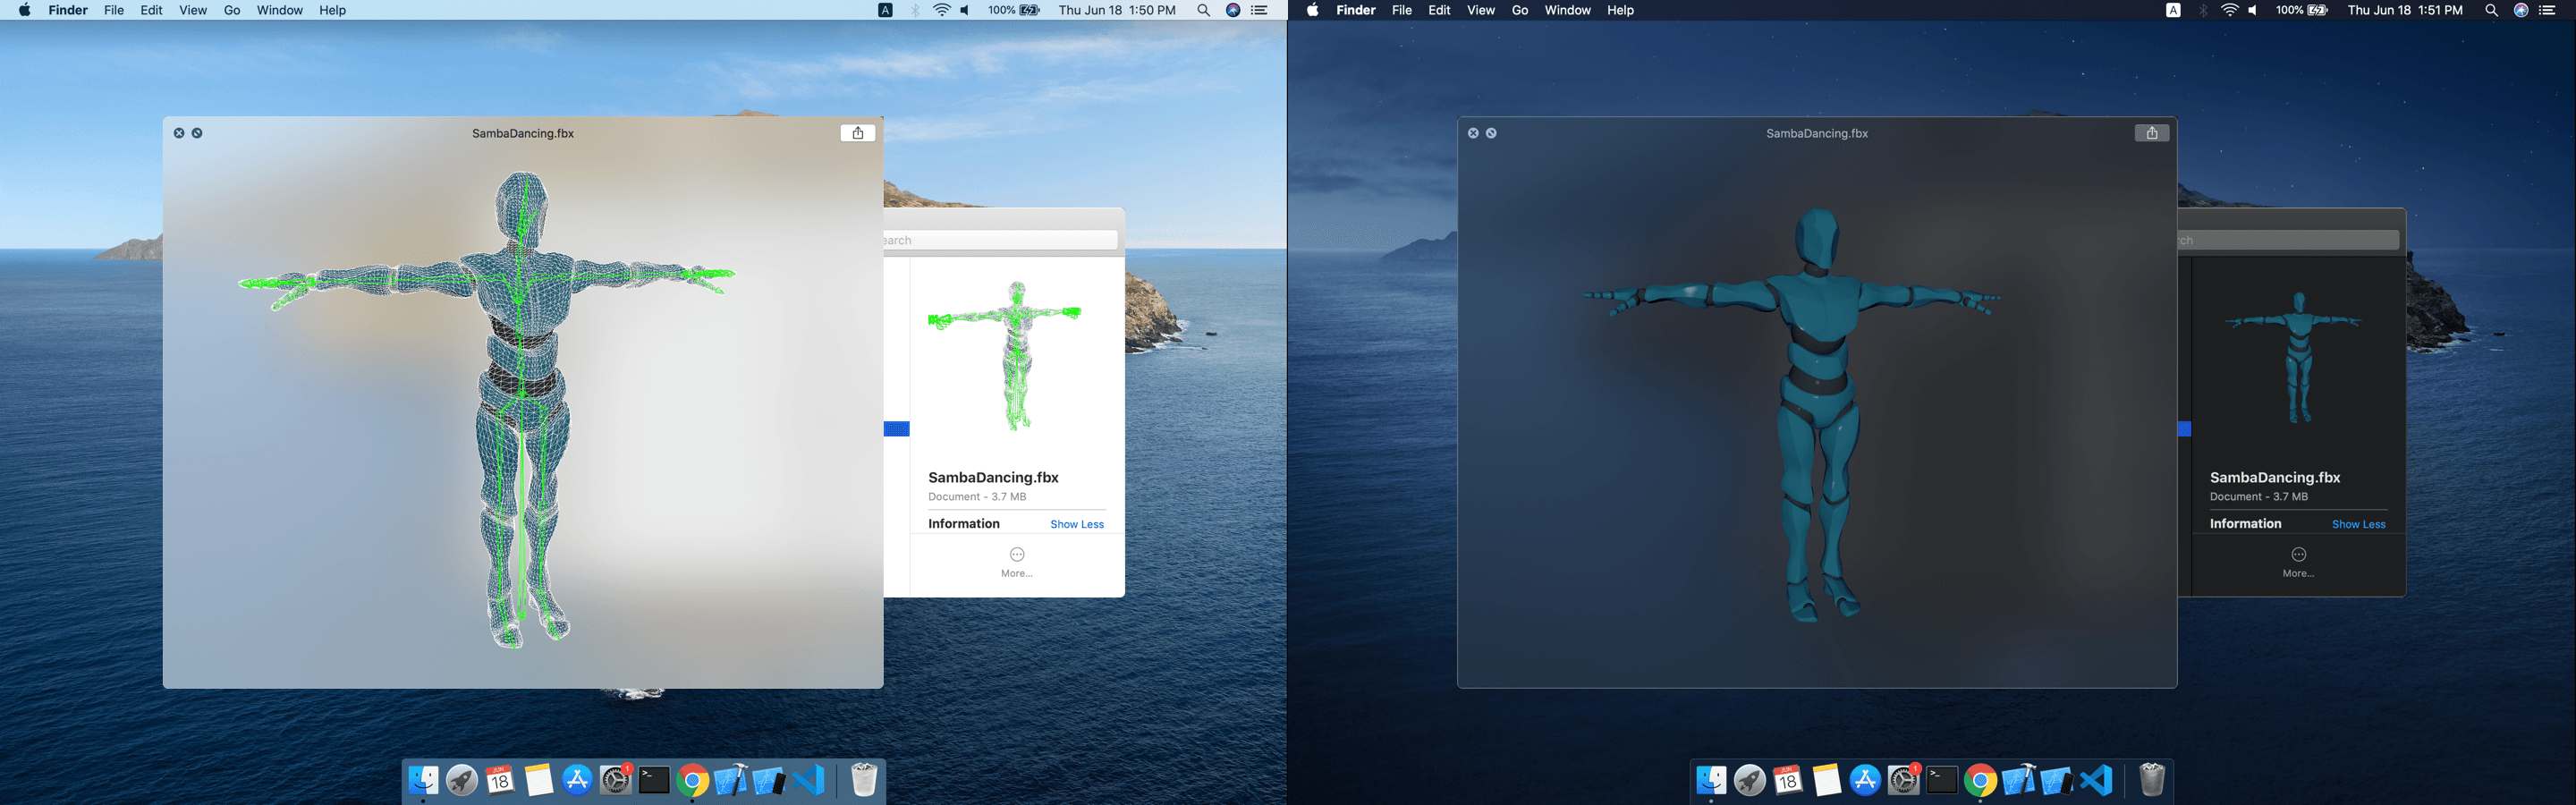 Finder File Edit View Go Window Help A 100% Thu Jun 18 1:50 PM
SambaDancing.fbx
earch
SambaDancing.fbx
Document - 3.7 MB
Information Show Less
More...
JUN
18
1
>_
Finder File Edit View Go Window Help A 100% Thu Jun 18 1:51 PM
SambaDancing.fbx
rch
SambaDancing.fbx
Document - 3.7 MB
Information Show Less
More...
JUN
18
1
>_